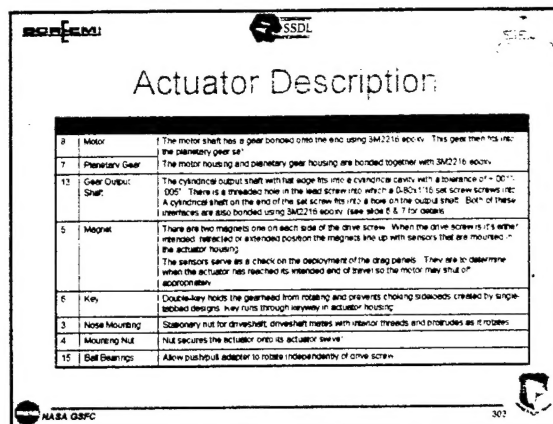 BOREEMI
SSDL
Actuator Description
8 Motor The motor shaft has a gear bonded onto the end using 3M2216 epoxy. This gear then fits into
the planetary gear set
7 Planetary Gear The motor housing and planetary gear housing are bonded together with 3M2216 epoxy
13 Gear Output The cylindrical output shaft with flat edge fits into a cylindrical cavity with a tolerance of +.001"/
Shaft .005" There is a threaded hole in the lead screw into which a 0-80x1/16 set screw screws into
A cylindrical shaft on the end of the set screw fits into a hole on the output shaft. Both of these
interfaces are also bonded using 3M2216 epoxy (see slide 6 & 7 for details
5 Magnet There are two magnets one on each side of the drive screw. When the drive screw is it's either
intended retracted or extended position the magnets line up with sensors that are mounted in
the actuator housing
The sensors serve as a check on the deployment of the drag panels. They are to determine
when the actuator has reached its intended end of travel so the motor may shut off
appropriately
6 Key Double-key holds the gearhead from rotating and prevents choking sideloads created by single-
tabbed designs. Key runs through keyway in actuator housing
3 Nose Mounting Stationary nut for driveshaft, driveshaft mates with interior threads and protrudes as it rotates
4 Mounting Nut Nut secures the actuator onto its actuator
15 Ball Bearings Allow push/pull adapter to rotate independently of drive screw
NASA GSFC 303